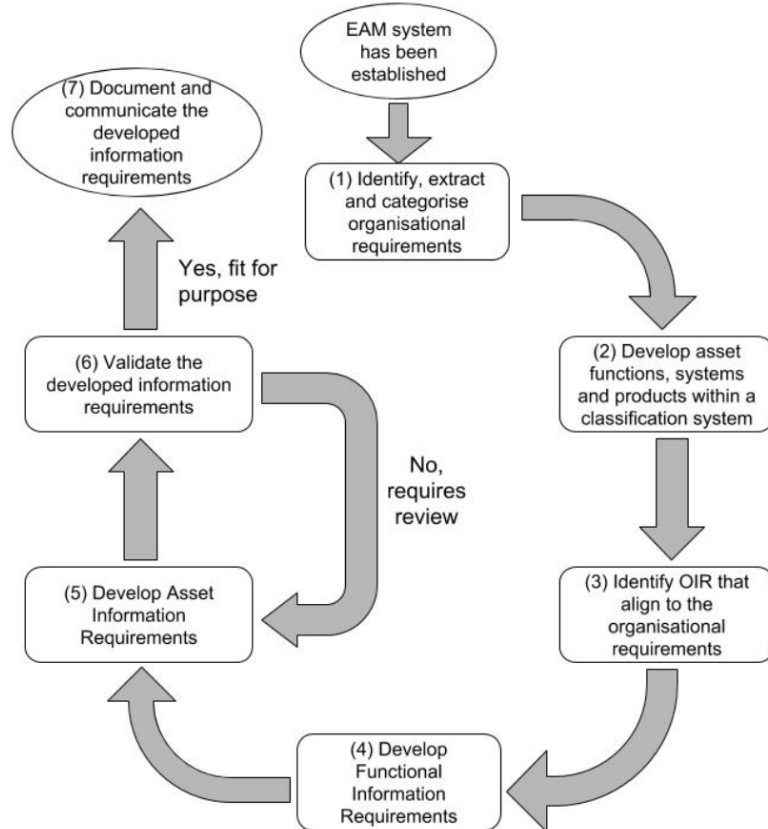 EAM system
has been
established
(1) Identify, extract
and categorise
organisational
requirements
(2) Develop asset
functions, systems
and products within a
classification system
(3) Identify OIR that
align to the
organisational
requirements
(4) Develop
Functional
Information
Requirements
(5) Develop Asset
Information
Requirements
(6) Validate the
developed information
requirements
No,
requires
review
Yes, fit for
purpose
(7) Document and
communicate the
developed
information
requirements